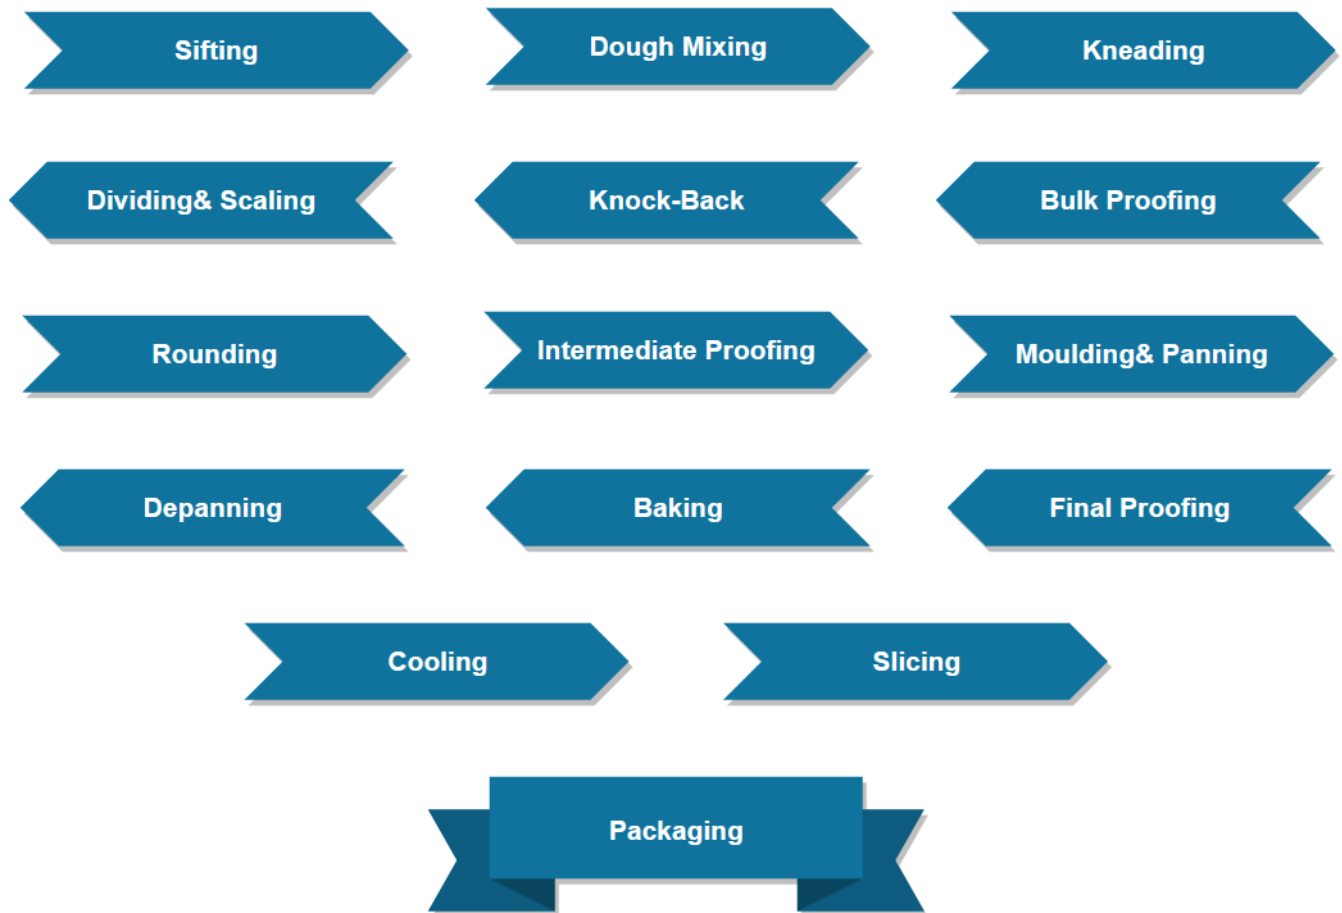 Sifting
Dough Mixing
Kneading
Dividing& Scaling
Knock-Back
Bulk Proofing
Rounding
Intermediate Proofing
Moulding& Panning
Depanning
Baking
Final Proofing
Cooling
Slicing
Packaging